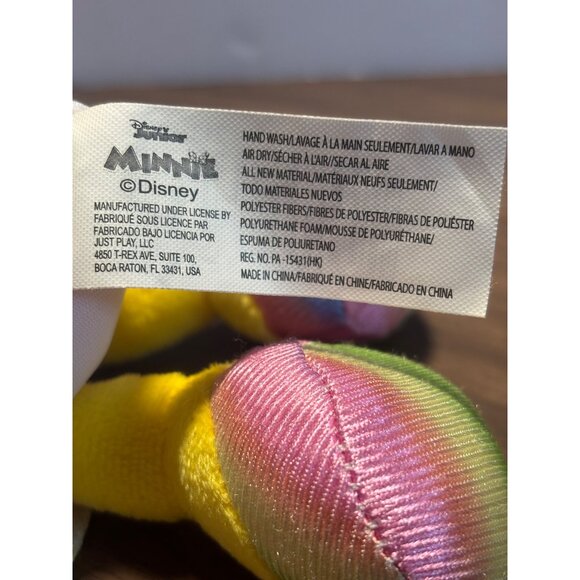 Disney
Junior
MINNIE
©Disney
MANUFACTURED UNDER LICENSE BY
FABRIQUÉ SOUS LICENCE PAR
FABRICADO BAJO LICENCIA POR
JUST PLAY, LLC
4850 T-REX AVE, SUITE 100,
BOCA RATON, FL 33431, USA
HAND WASH/LAVAGE À LA MAIN SEULEMENT/LAVAR A MANO
AIR DRY/SÉCHER À L'AIR//SECAR AL AIRE
ALL NEW MATERIAL/MATÉRIAUX NEUFS SEULEMENT/
TODO MATERIALES NUEVOS
POLYESTER FIBERS/FIBRES DE POLYESTER/FIBRAS DE POLIÉSTER
POLYURETHANE FOAM/MOUSSE DE POLYURÉTHANE/
ESPUMA DE POLIURETANO
REG. NO. PA -15431(HK)
MADE IN CHINA/FABRIQUÉ EN CHINE/FABRICADO EN CHINA